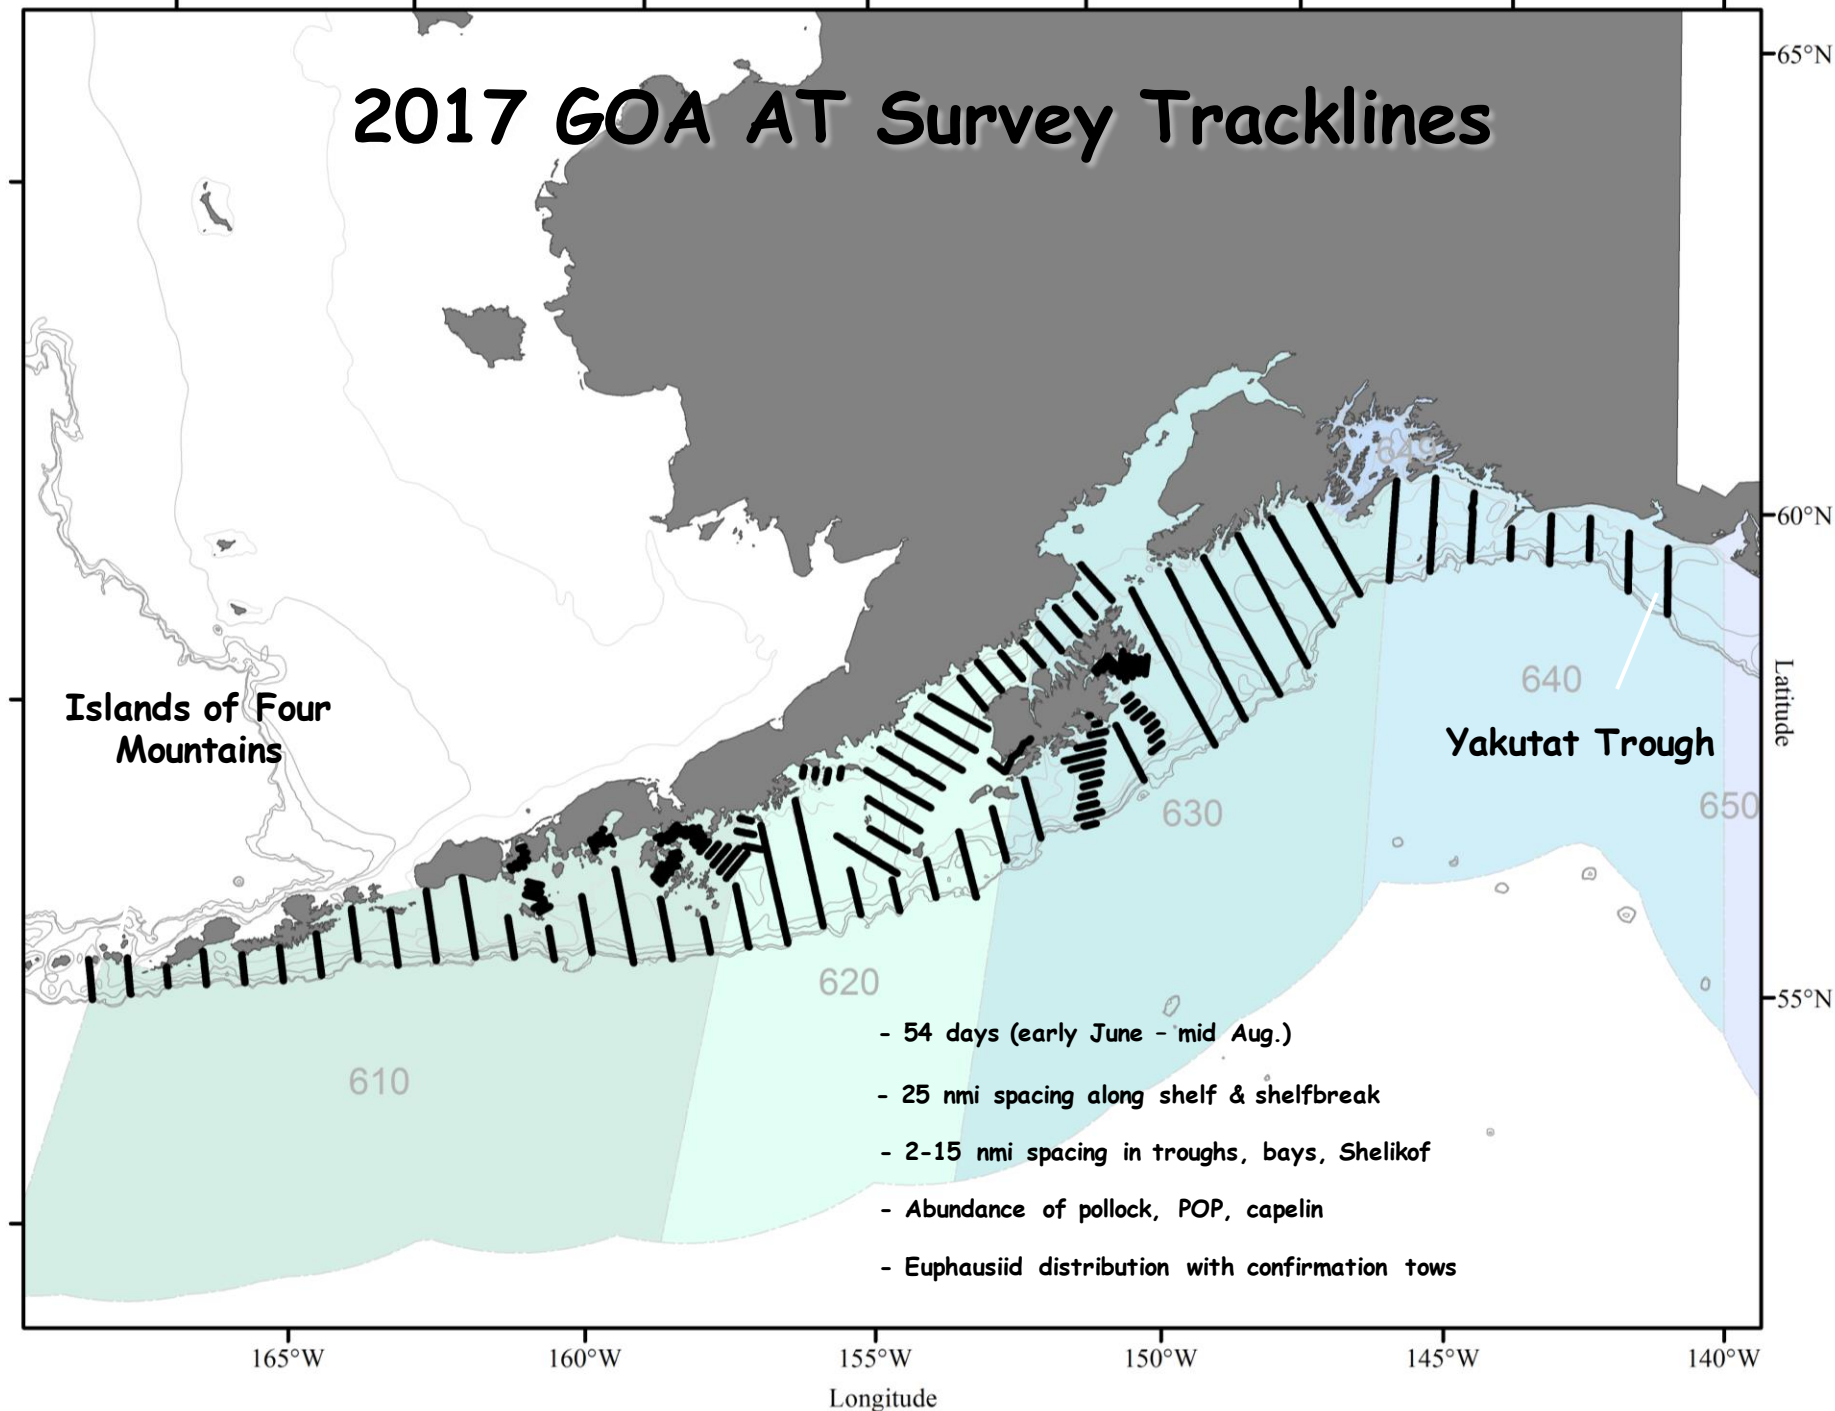 2017 GOA AT Survey Tracklines
65°N
649
60°N
640
Latitude
Islands of Four
Mountains
Yakutat Trough
650
630
620
55°N
- 54 days (early June – mid Aug.)
610
- 25 nmi spacing along shelf & shelfbreak
- 2-15 nmi spacing in troughs, bays, Shelikof
- Abundance of pollock, POP, capelin
- Euphausiid distribution with confirmation tows
165°W
160°W
155°W
150°W
145°W
140°W
Longitude